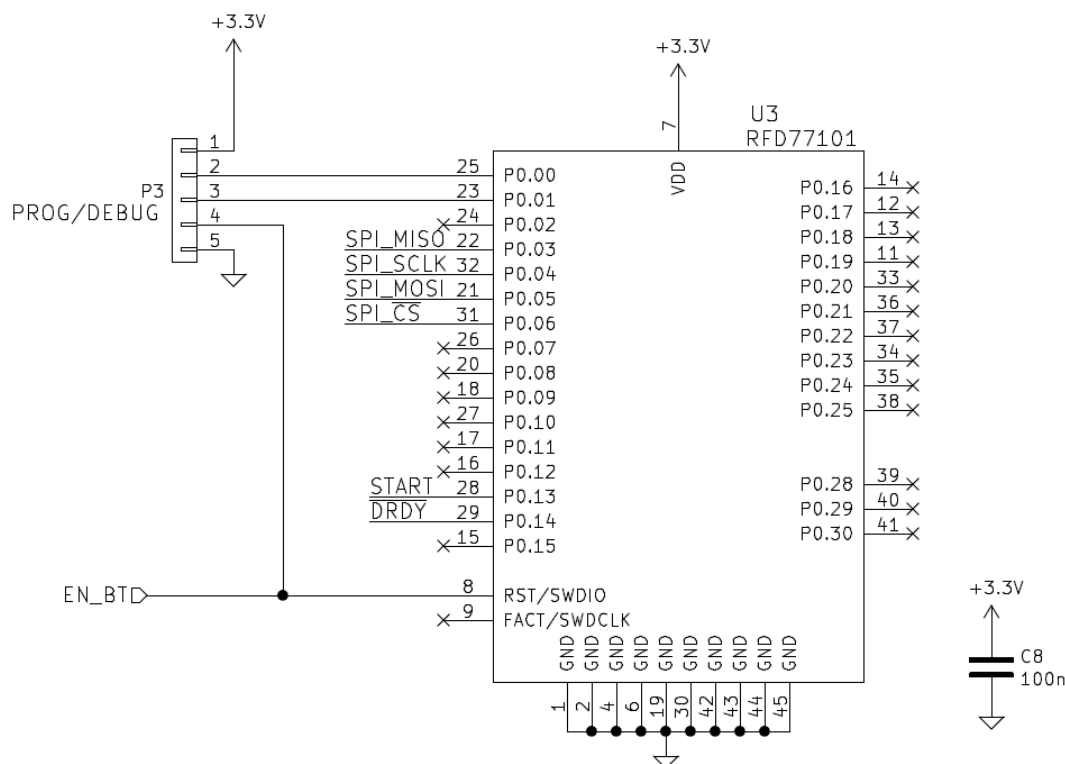 +3.3V
+3.3V
U3
RFD77101
P3
PROG/DEBUG
1
2
3
4
5
7
VDD
25 P0.00
23 P0.01
24 P0.02
SPI_MISO 22 P0.03
SPI_SCLK 32 P0.04
SPI_MOSI 21 P0.05
SPI_CS 31 P0.06
26 P0.07
20 P0.08
18 P0.09
27 P0.10
17 P0.11
16 P0.12
START 28 P0.13
DRDY 29 P0.14
15 P0.15
EN_BT 8 RST/SWDIO
9 FACT/SWDCLK
P0.16 14
P0.17 12
P0.18 13
P0.19 11
P0.20 33
P0.21 36
P0.22 37
P0.23 34
P0.24 35
P0.25 38
P0.28 39
P0.29 40
P0.30 41
GND GND GND GND GND GND GND GND GND GND
1 2 4 6 19 30 42 43 44 45
+3.3V
C8
100n